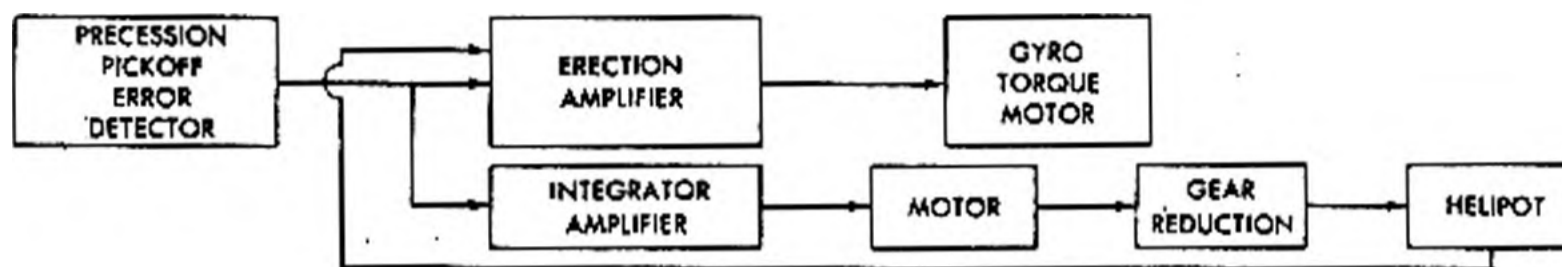 PRECESSION
PICKOFF
ERROR
DETECTOR
ERECTION
AMPLIFIER
GYRO
TORQUE
MOTOR
INTEGRATOR
AMPLIFIER
MOTOR
GEAR
REDUCTION
HELIPOT